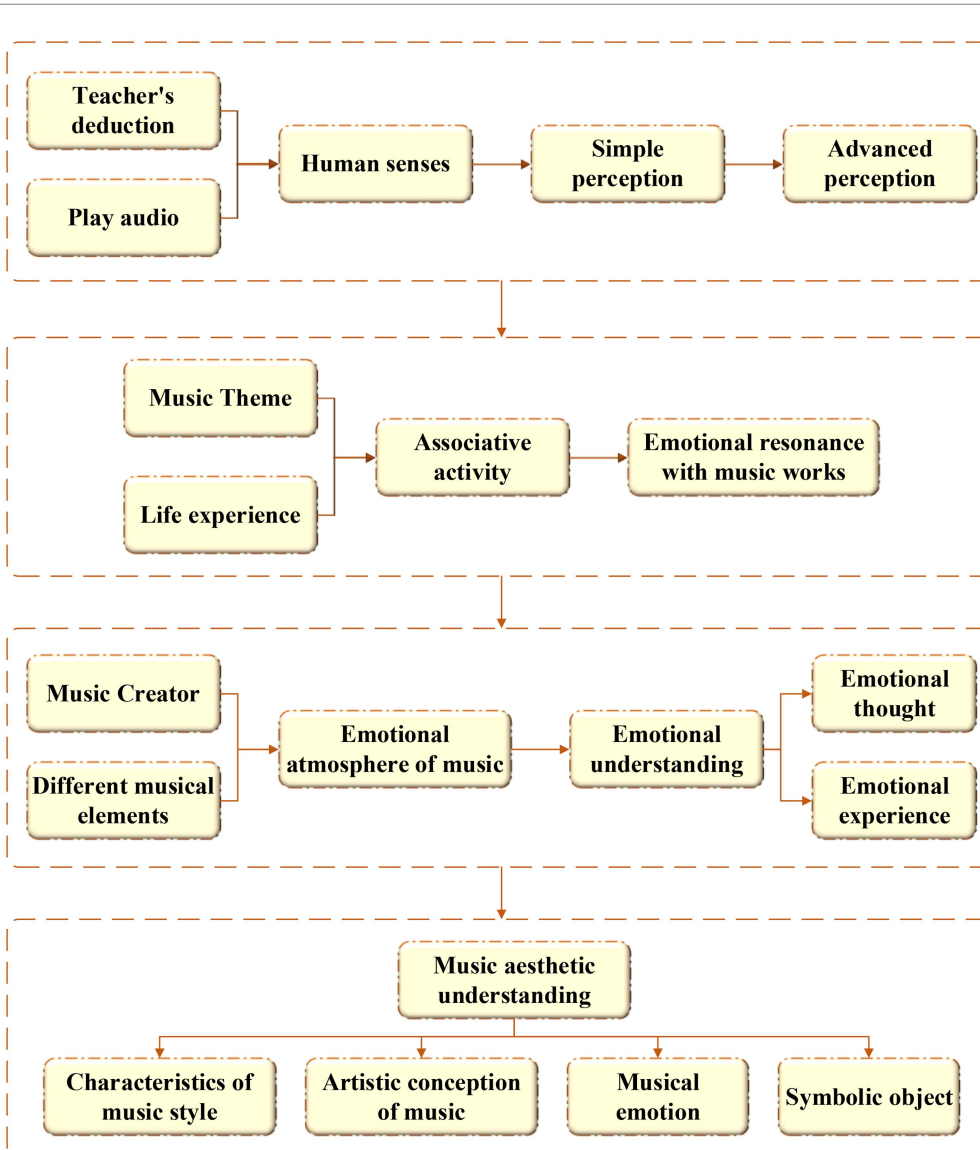 Teacher's
deduction
Play audio
Human senses
Simple
perception
Advanced
perception
Music Theme
Life experience
Associative
activity
Emotional resonance
with music works
Music Creator
Different musical
elements
Emotional
atmosphere of music
Emotional
understanding
Emotional
thought
Emotional
experience
Music aesthetic
understanding
Characteristics of
music style
Artistic conception
of music
Musical
emotion
Symbolic object